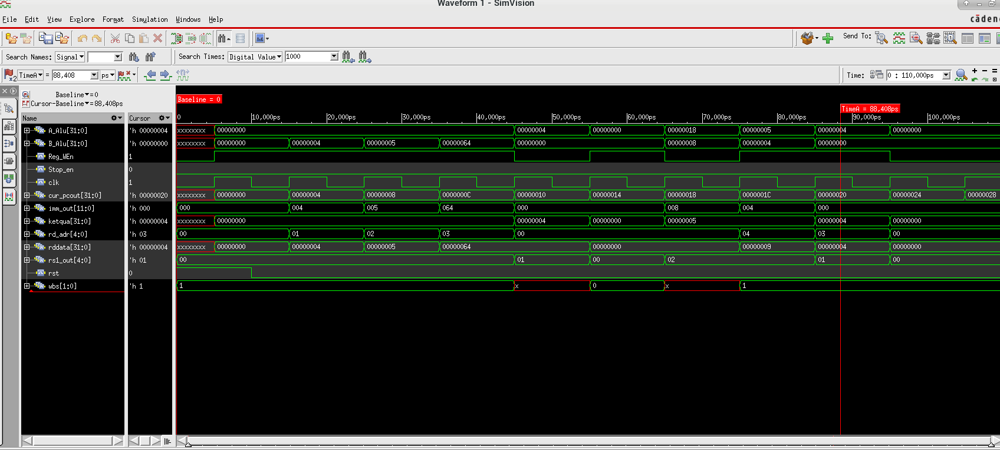 Waveform 1 - SimVision
File Edit View Explore Format Simulation Windows Help
cādenc
Send To:
Search Names: Signal Search Times: Digital Value 1000
TimeA = 88,408 ps Time: 0 : 110,000ps
x2
Baseline = 0
Cursor-Baseline = 88,408ps
Baseline = 0
TimeA = 88,408ps
Name Cursor 0 10,000ps 20,000ps 30,000ps 40,000ps 50,000ps 60,000ps 70,000ps 80,000ps 90,000ps 100,000ps
A_Alu[31:0] 'h 00000004 xxxxxxxx 00000000 00000004 00000000 00000018 00000005 00000004 00000000
B_Alu[31:0] 'h 00000000 xxxxxxxx 00000000 00000004 00000005 00000064 00000000 00000008 00000004 00000000
Reg_WEn 1
Stop_en 0
clk 1
cur_pcout[31:0] 'h 00000020 xxxxxxxx 00000000 00000004 00000008 0000000C 00000010 00000014 00000018 0000001C 00000020 00000024 00000028
imm_out[11:0] 'h 000 000 004 005 064 000 008 004 000
ketqua[31:0] 'h 00000004 xxxxxxxx 00000000 00000004 00000000 00000005 00000004 00000000
rd_adr[4:0] 'h 03 00 01 02 03 00 04 03 00
rddata[31:0] 'h 00000004 xxxxxxxx 00000000 00000004 00000005 00000064 00000000 00000009 00000004 00000000
rs1_out[4:0] 'h 01 00 01 00 02 01 00
rst 0
wbs[1:0] 'h 1 1 x 0 x 1